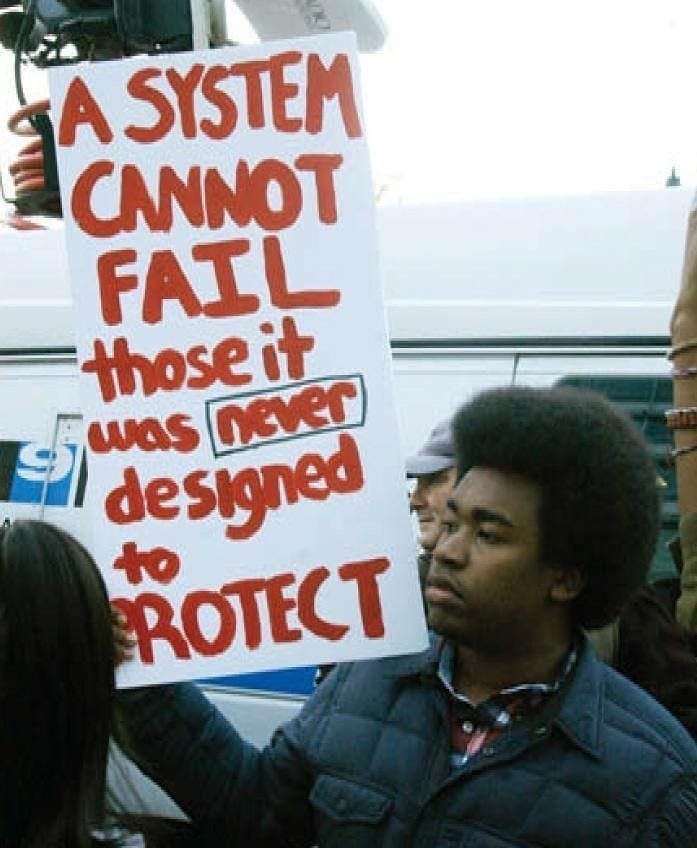 A SYSTEM
CANNOT
FAIL
those it
was never
designed
to
PROTECT
9